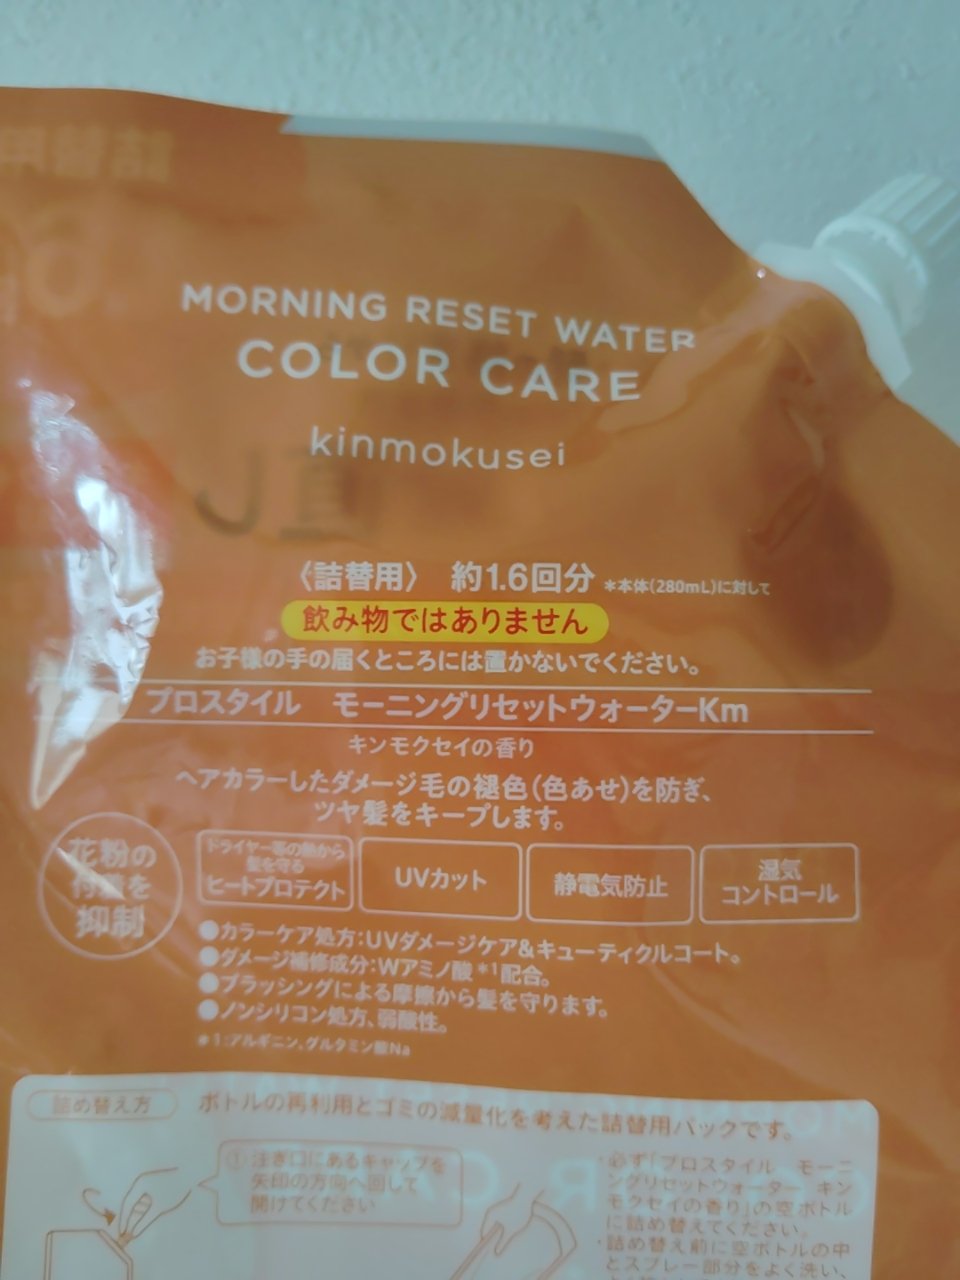 MORNING RESET WATER
COLOR CARE
kinmokusei
〈詰替用〉 約1.6回分 *本体(280mL)に対して
飲み物ではありません
お子様の手の届くところには置かないでください。
プロスタイル モーニングリセットウォーターKm
キンモクセイの香り
ヘアカラーしたダメージ毛の褪色(色あせ)を防ぎ、
ツヤ髪をキープします。
花粉の
付着を
抑制
ドライヤー等の熱から
髪を守る
ヒートプロテクト
UVカット
静電気防止
湿気
コントロール
●カラーケア処方:UVダメージケア&キューティクルコート。
●ダメージ補修成分:Wアミノ酸*1配合。
●ブラッシングによる摩擦から髪を守ります。
●ノンシリコン処方、弱酸性。
*1:アルギニン、グルタミン酸Na
詰め替え方
ボトルの再利用とゴミの減量化を考えた詰替用パックです。
① 注ぎ口にあるキャップを
矢印の方向へ回して
開けてください
・必ず「プロスタイル モーニ
ングリセットウォーター キン
モクセイの香り」の空ボトル
に詰め替えてください。
・詰め替え前に空ボトルの中
とスプレー部分をよく洗い、